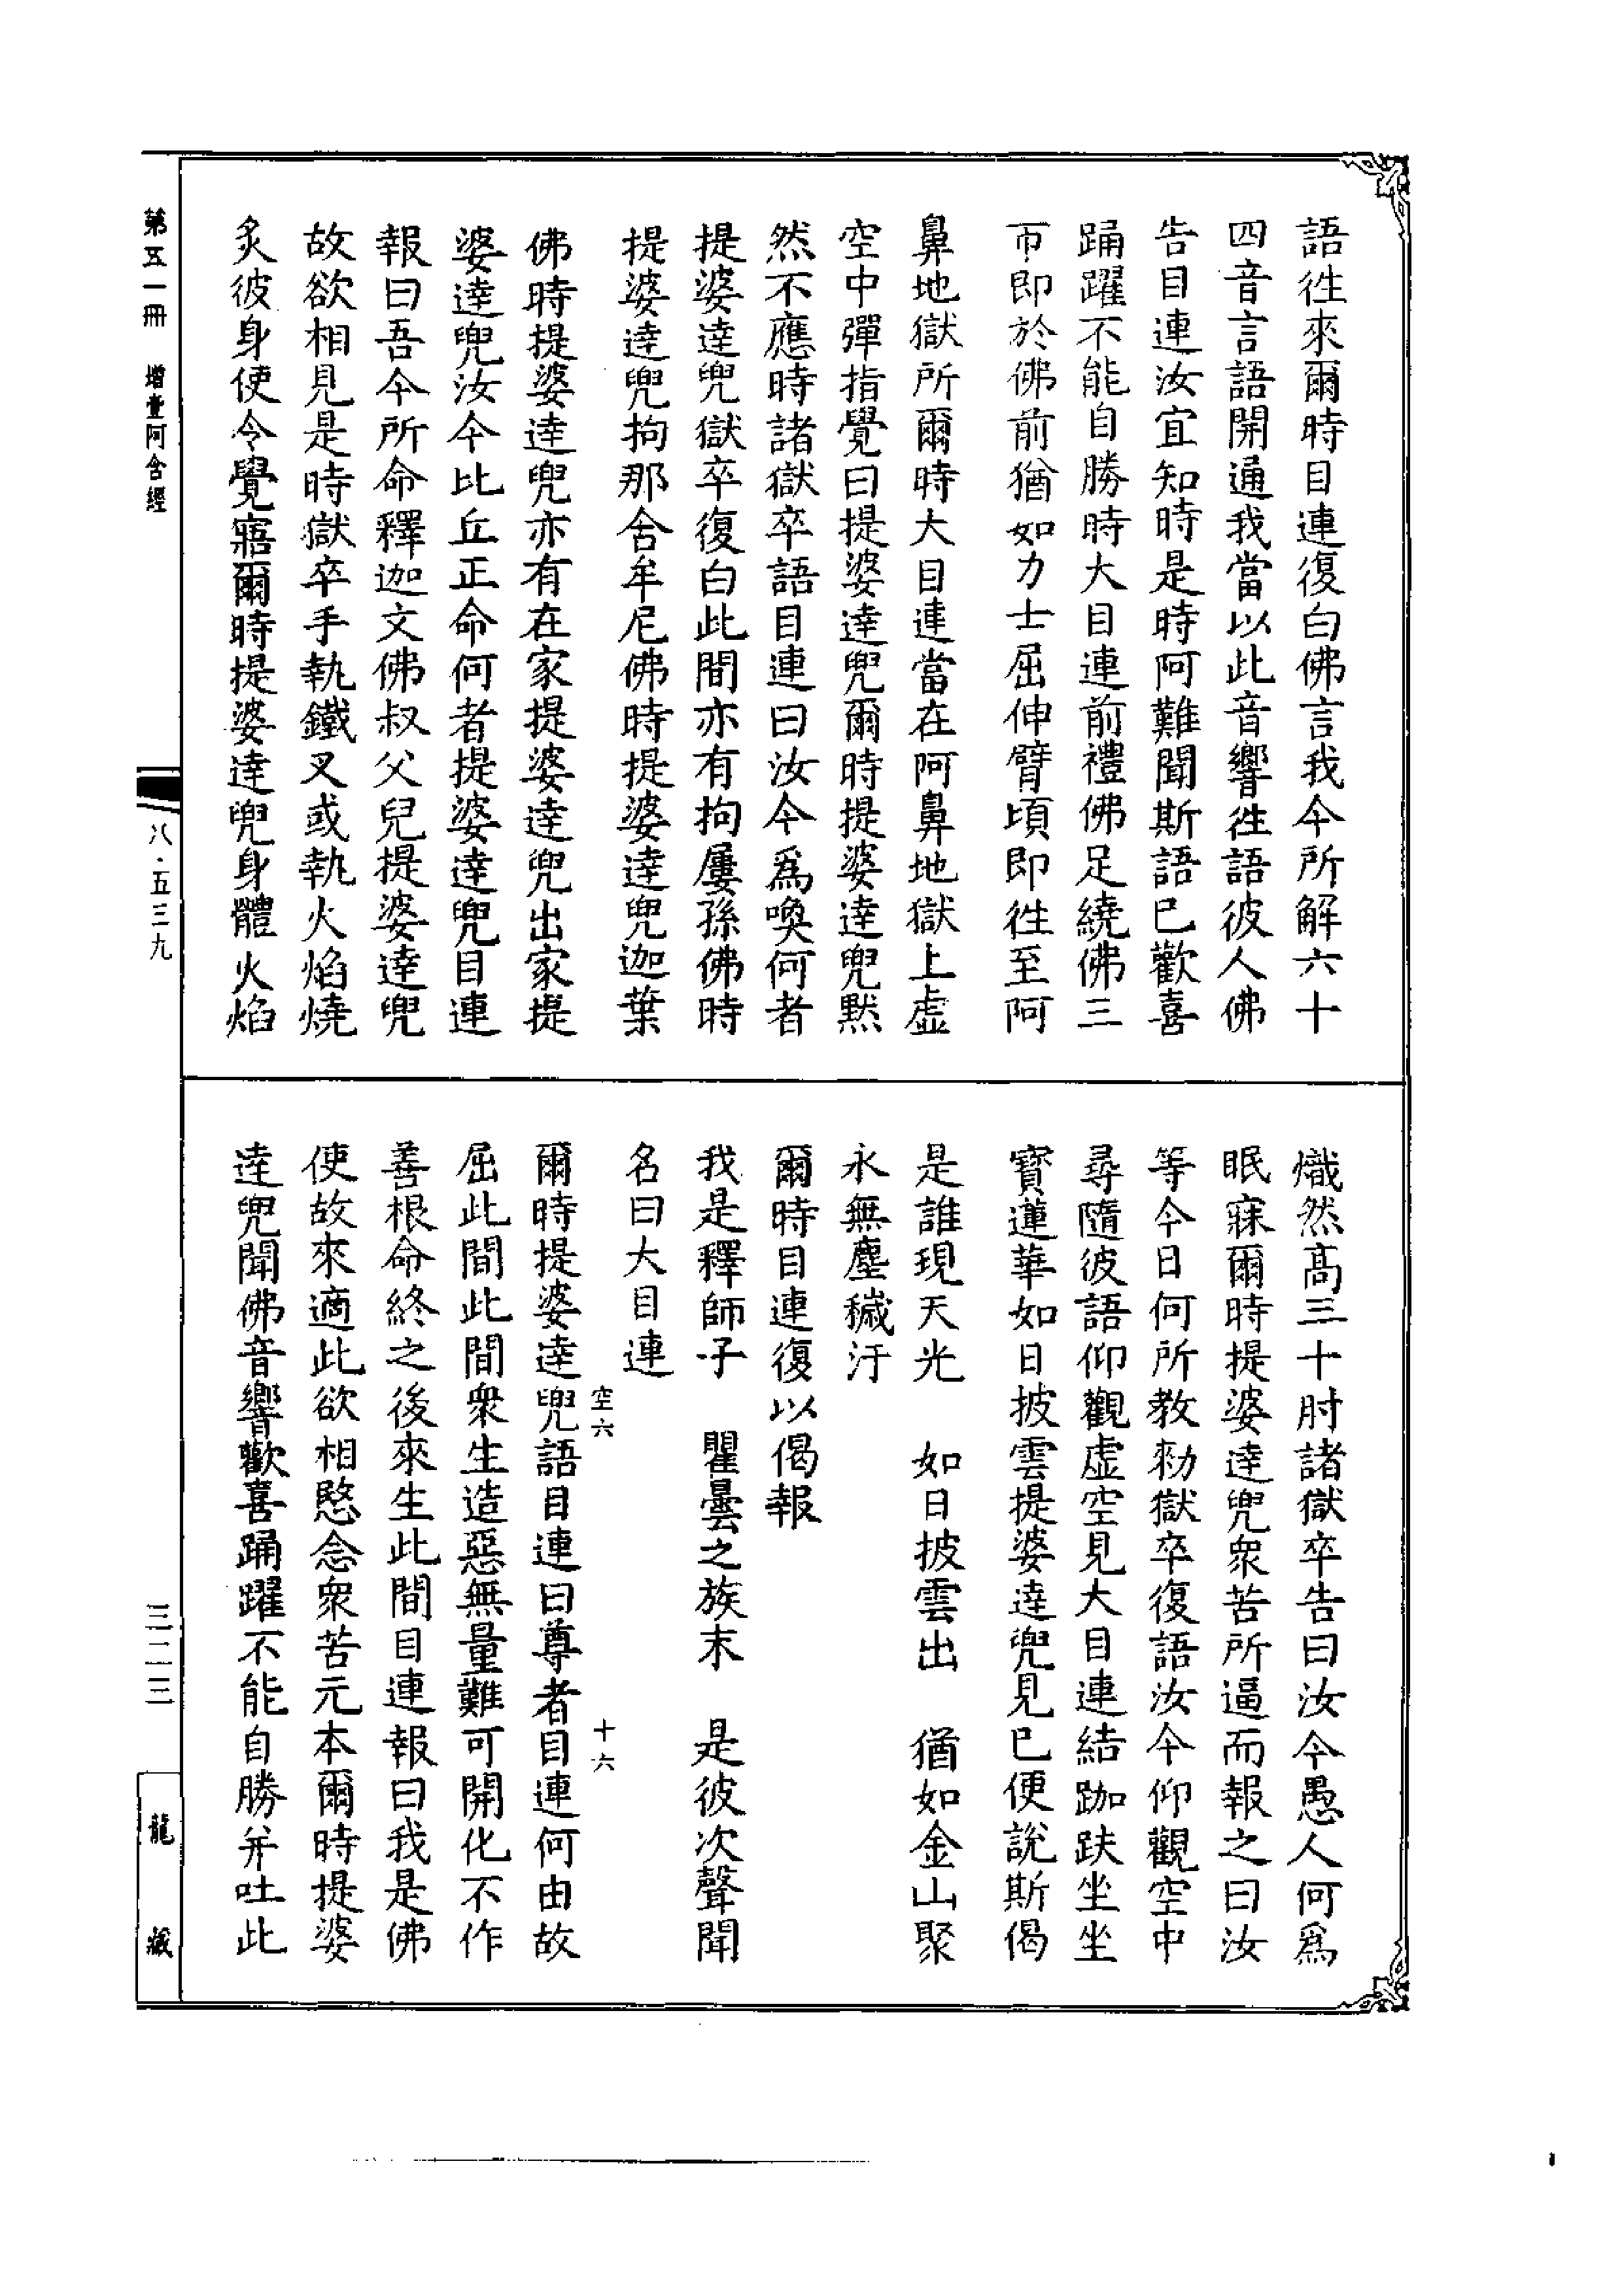 語徃來爾時目連復白佛言我今所解六十
四音言語開通我當以此音響徃語彼人佛
告目連汝宜知時是時阿難聞斯語已歡喜
踊躍不能自勝時大目連前禮佛足繞佛三
帀即於佛前猶如力士屈伸臂頃即徃至阿
鼻地獄所爾時大目連當在阿鼻地獄上虛
空中彈指覺曰提婆達兜爾時提婆達兜默
然不應時諸獄卒語目連曰汝今爲喚何者
提婆達兜獄卒復白此間亦有拘屢孫佛時
提婆達兜拘那舍牟尼佛時提婆達兜迦葉
佛時提婆達兜亦有在家提婆達兜出家提
婆達兜汝今比丘正命何者提婆達兜目連
報曰吾今所命釋迦文佛叔父兒提婆達兜
故欲相見是時獄卒手執鐵叉或執火焰燒
炙彼身使令覺寤爾時提婆達兜身體火焰
熾然高三十肘諸獄卒告曰汝今愚人何爲
眠寐爾時提婆達兜衆苦所逼而報之曰汝
等今日何所教勑獄卒復語汝今仰觀空中
尋隨彼語仰觀虛空見大目連結跏趺坐坐
寶蓮華如日披雲提婆達兜見已便說斯偈
是誰現天光　如日披雲出　猶如金山聚
永無塵穢汙
爾時目連復以偈報
我是釋師子　瞿曇之族末　是彼次聲聞
名曰大目連
空六　十六
爾時提婆達兜語目連曰尊者目連何由故
屈此間此間衆生造惡無量難可開化不作
善根命終之後來生此間目連報曰我是佛
使故來適此欲相愍念衆苦元本爾時提婆
達兜聞佛音響歡喜踊躍不能自勝并吐此
第五一冊　增壹阿含經
八·五三九
三二三
龍藏